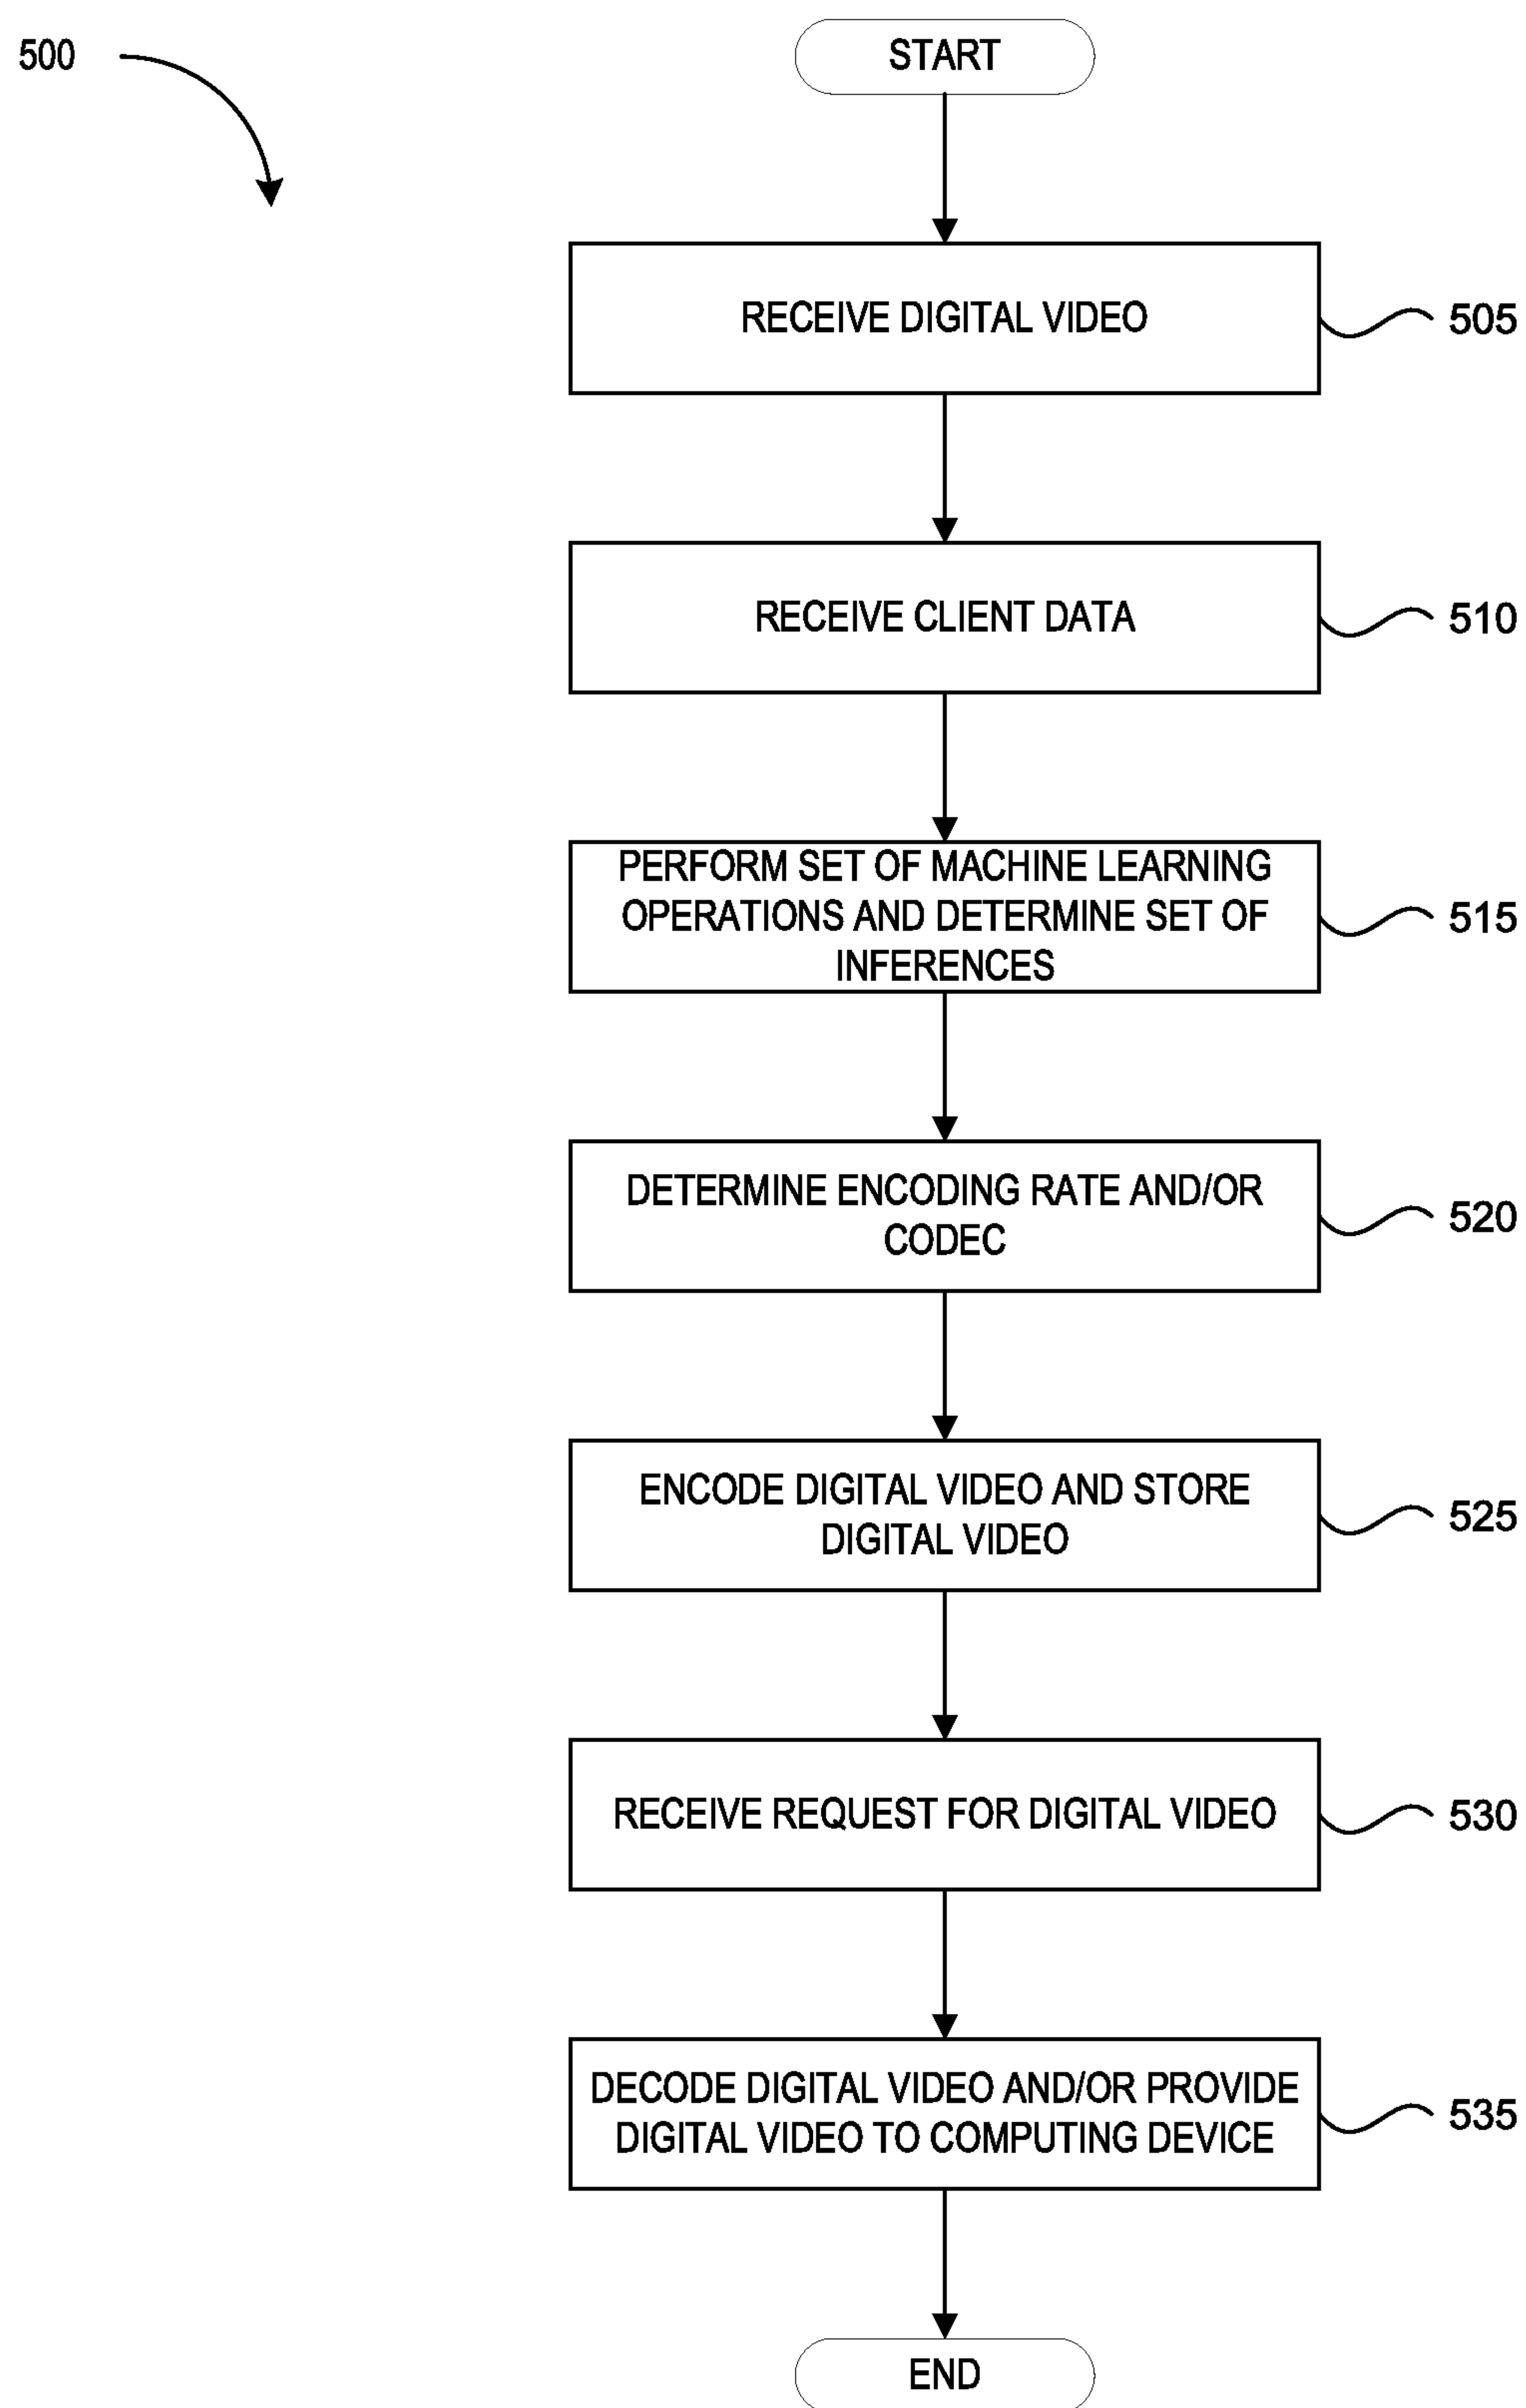 500
START
RECEIVE DIGITAL VIDEO
505
RECEIVE CLIENT DATA
510
PERFORM SET OF MACHINE LEARNING
OPERATIONS AND DETERMINE SET OF
INFERENCES
515
DETERMINE ENCODING RATE AND/OR
CODEC
520
ENCODE DIGITAL VIDEO AND STORE
DIGITAL VIDEO
525
RECEIVE REQUEST FOR DIGITAL VIDEO
530
DECODE DIGITAL VIDEO AND/OR PROVIDE
DIGITAL VIDEO TO COMPUTING DEVICE
535
END